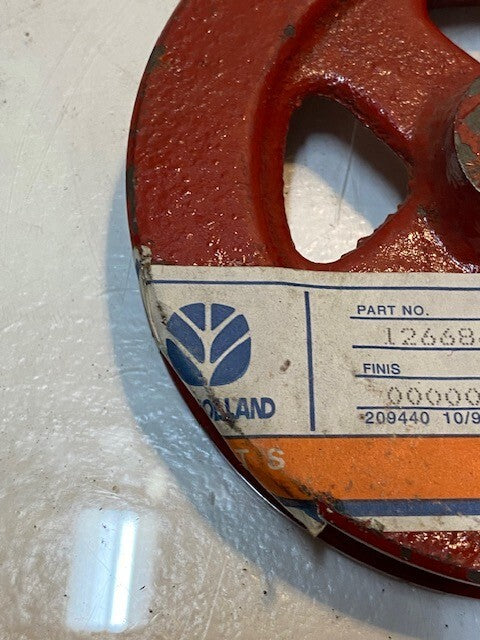 PART NO.
12668
FINIS
00000
OLLAND
209440 10/9
T S